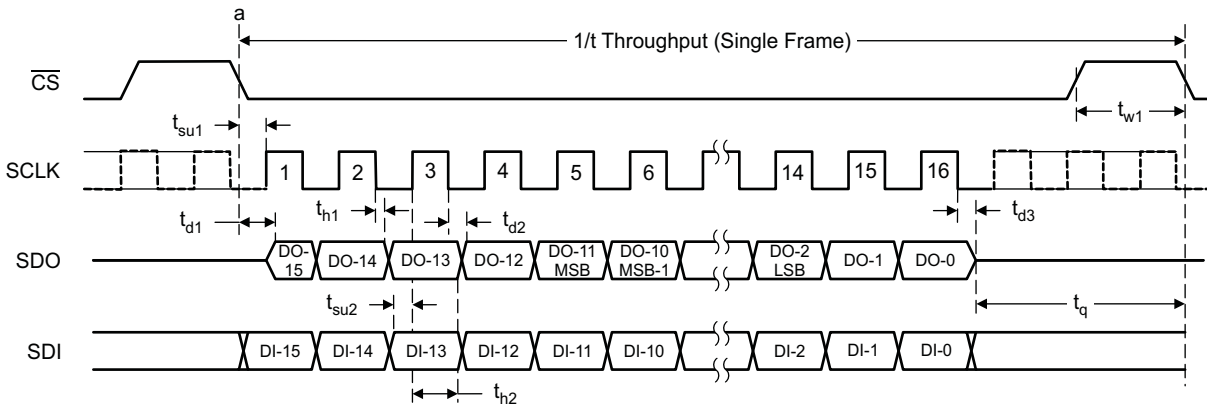 a
1/t Throughput (Single Frame)
CS
t_w1
t_su1
SCLK
1 2 3 4 5 6 14 15 16
t_d1
t_h1
t_d2
t_d3
SDO
DO-15
DO-14
DO-13
DO-12
DO-11 MSB
DO-10 MSB-1
DO-2 LSB
DO-1
DO-0
t_su2
t_q
SDI
DI-15 DI-14 DI-13 DI-12 DI-11 DI-10 DI-2 DI-1 DI-0
t_h2